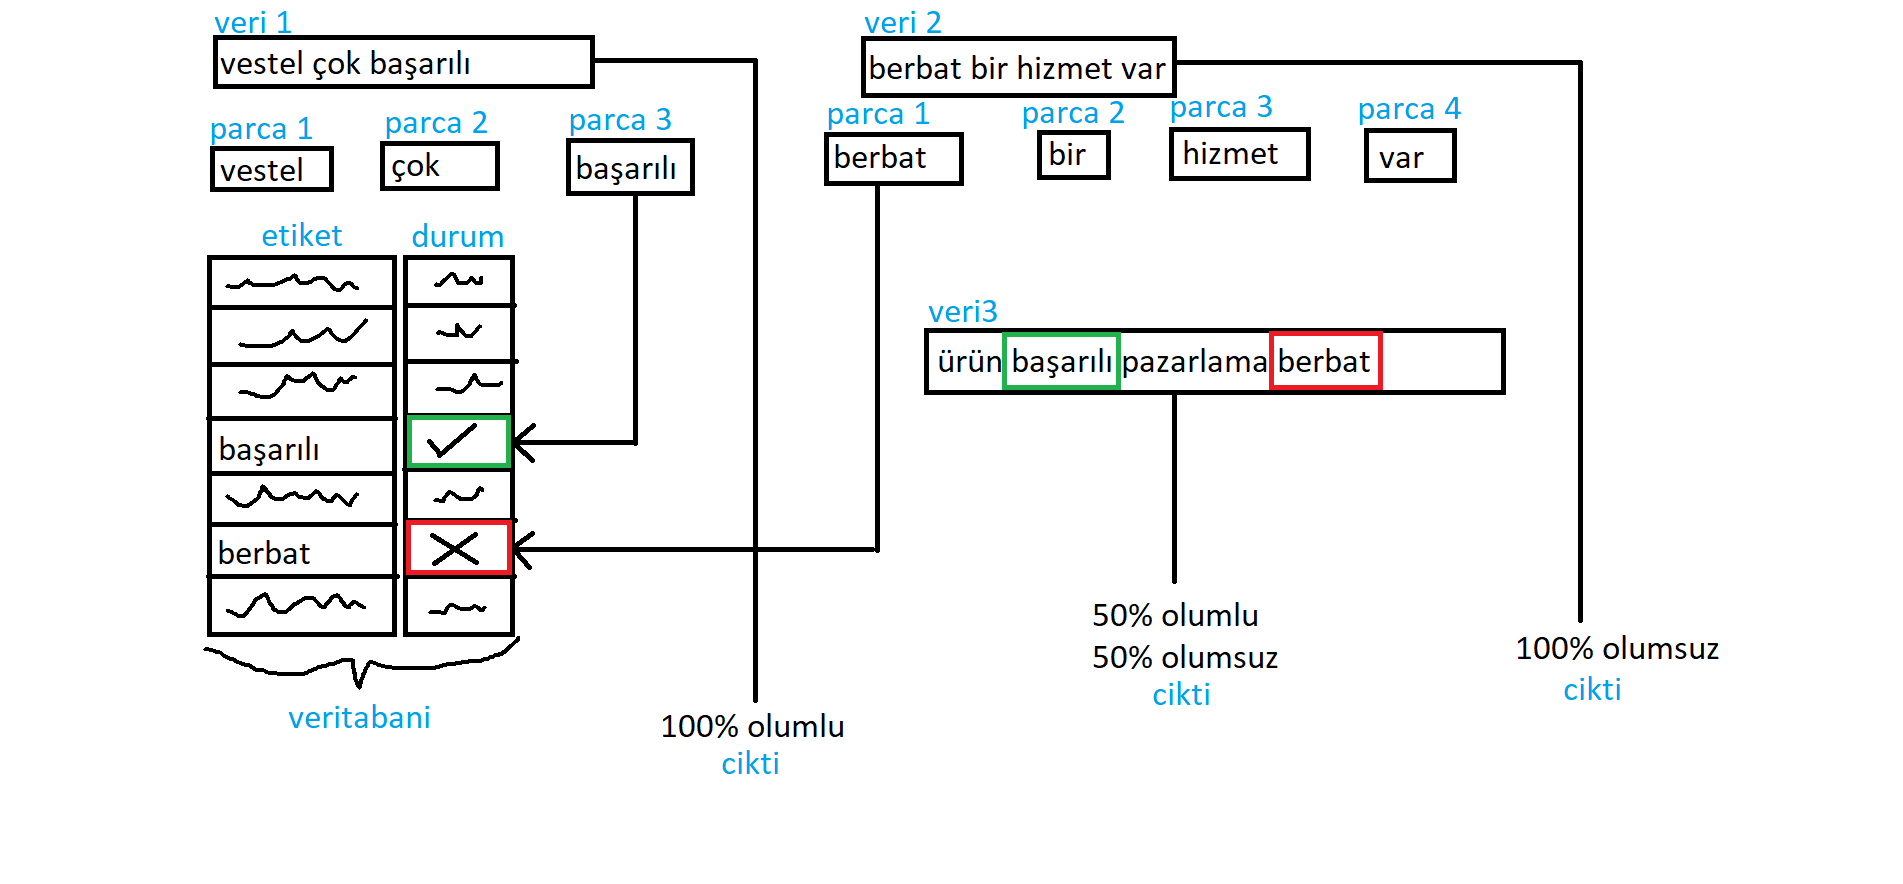 veri 1
vestel çok başarılı
parca 1
parca 2
parca 3
vestel
çok
başarılı
etiket
durum
başarılı
berbat
veritabani
100% olumlu
cikti
veri 2
berbat bir hizmet var
parca 1
parca 2
parca 3
parca 4
berbat
bir
hizmet
var
veri3
ürün başarılı pazarlama berbat
50% olumlu
50% olumsuz
cikti
100% olumsuz
cikti